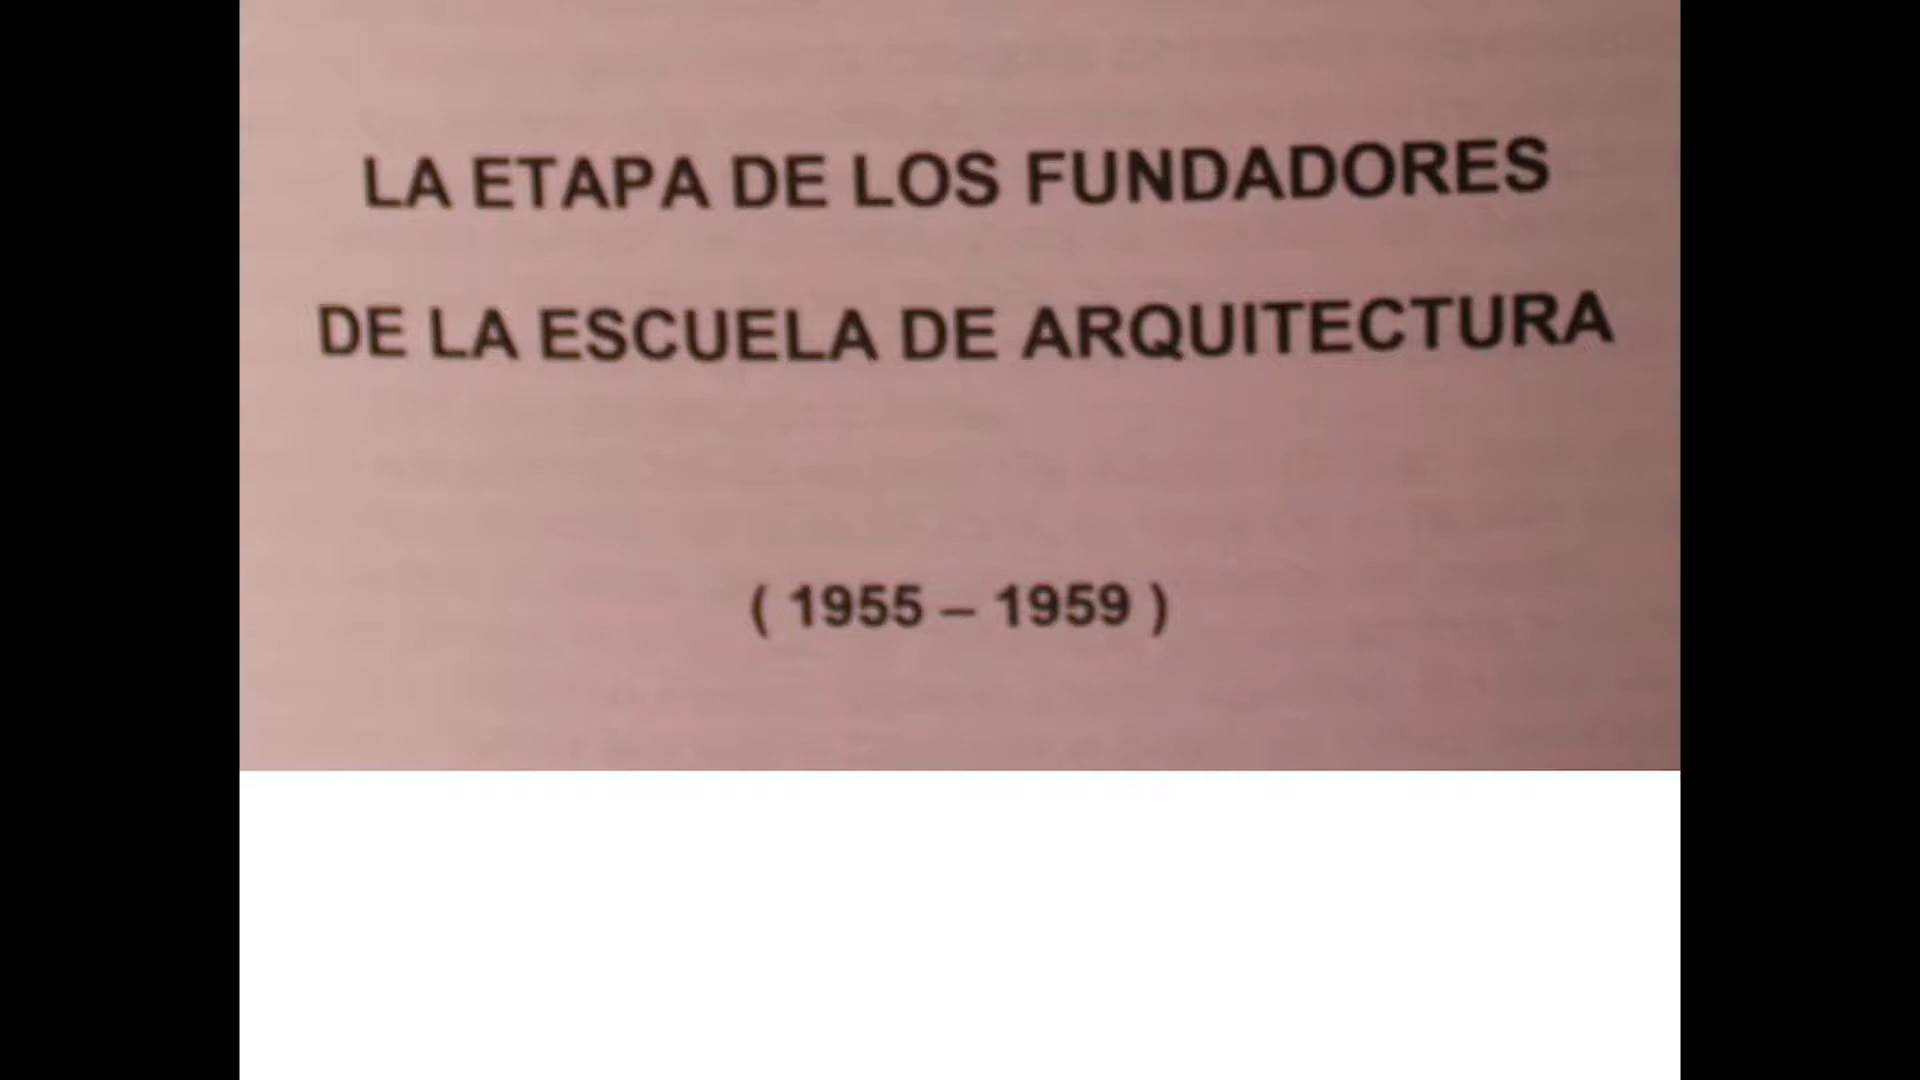 LA ETAPA DE LOS FUNDADORES
DE LA ESCUELA DE ARQUITECTURA
( 1955 – 1959 )